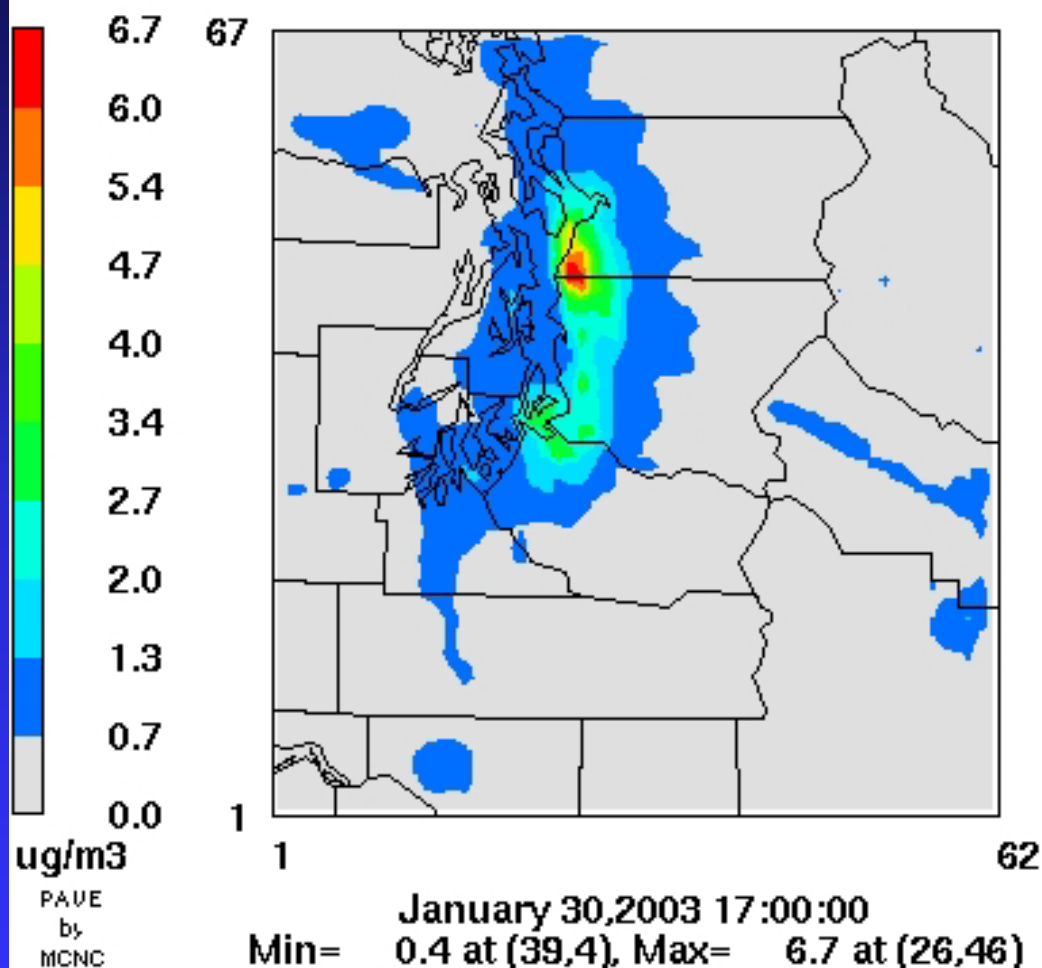 6.7
6.0
5.4
4.7
4.0
3.4
2.7
2.0
1.3
0.7
0.0
ug/m3
PAVE
by
MCNC
67
1
1 62
January 30,2003 17:00:00
Min= 0.4 at (39,4), Max= 6.7 at (26,46)